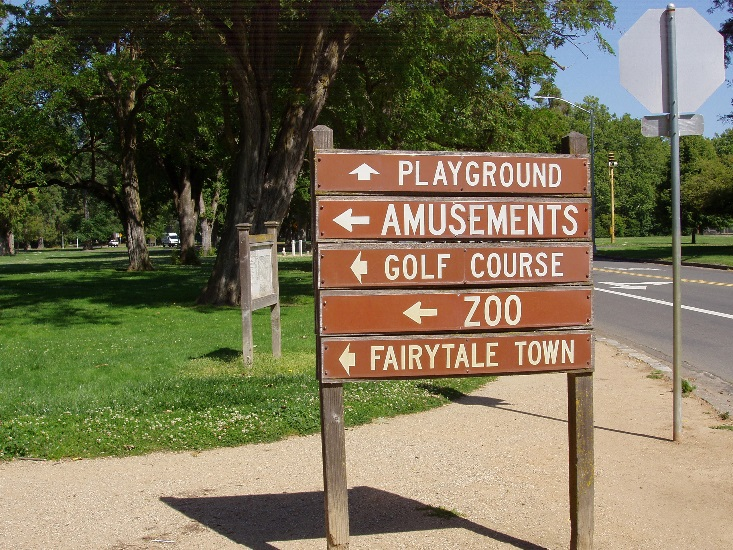 PLAYGROUND
AMUSEMENTS
GOLF COURSE
ZOO
FAIRYTALE TOWN